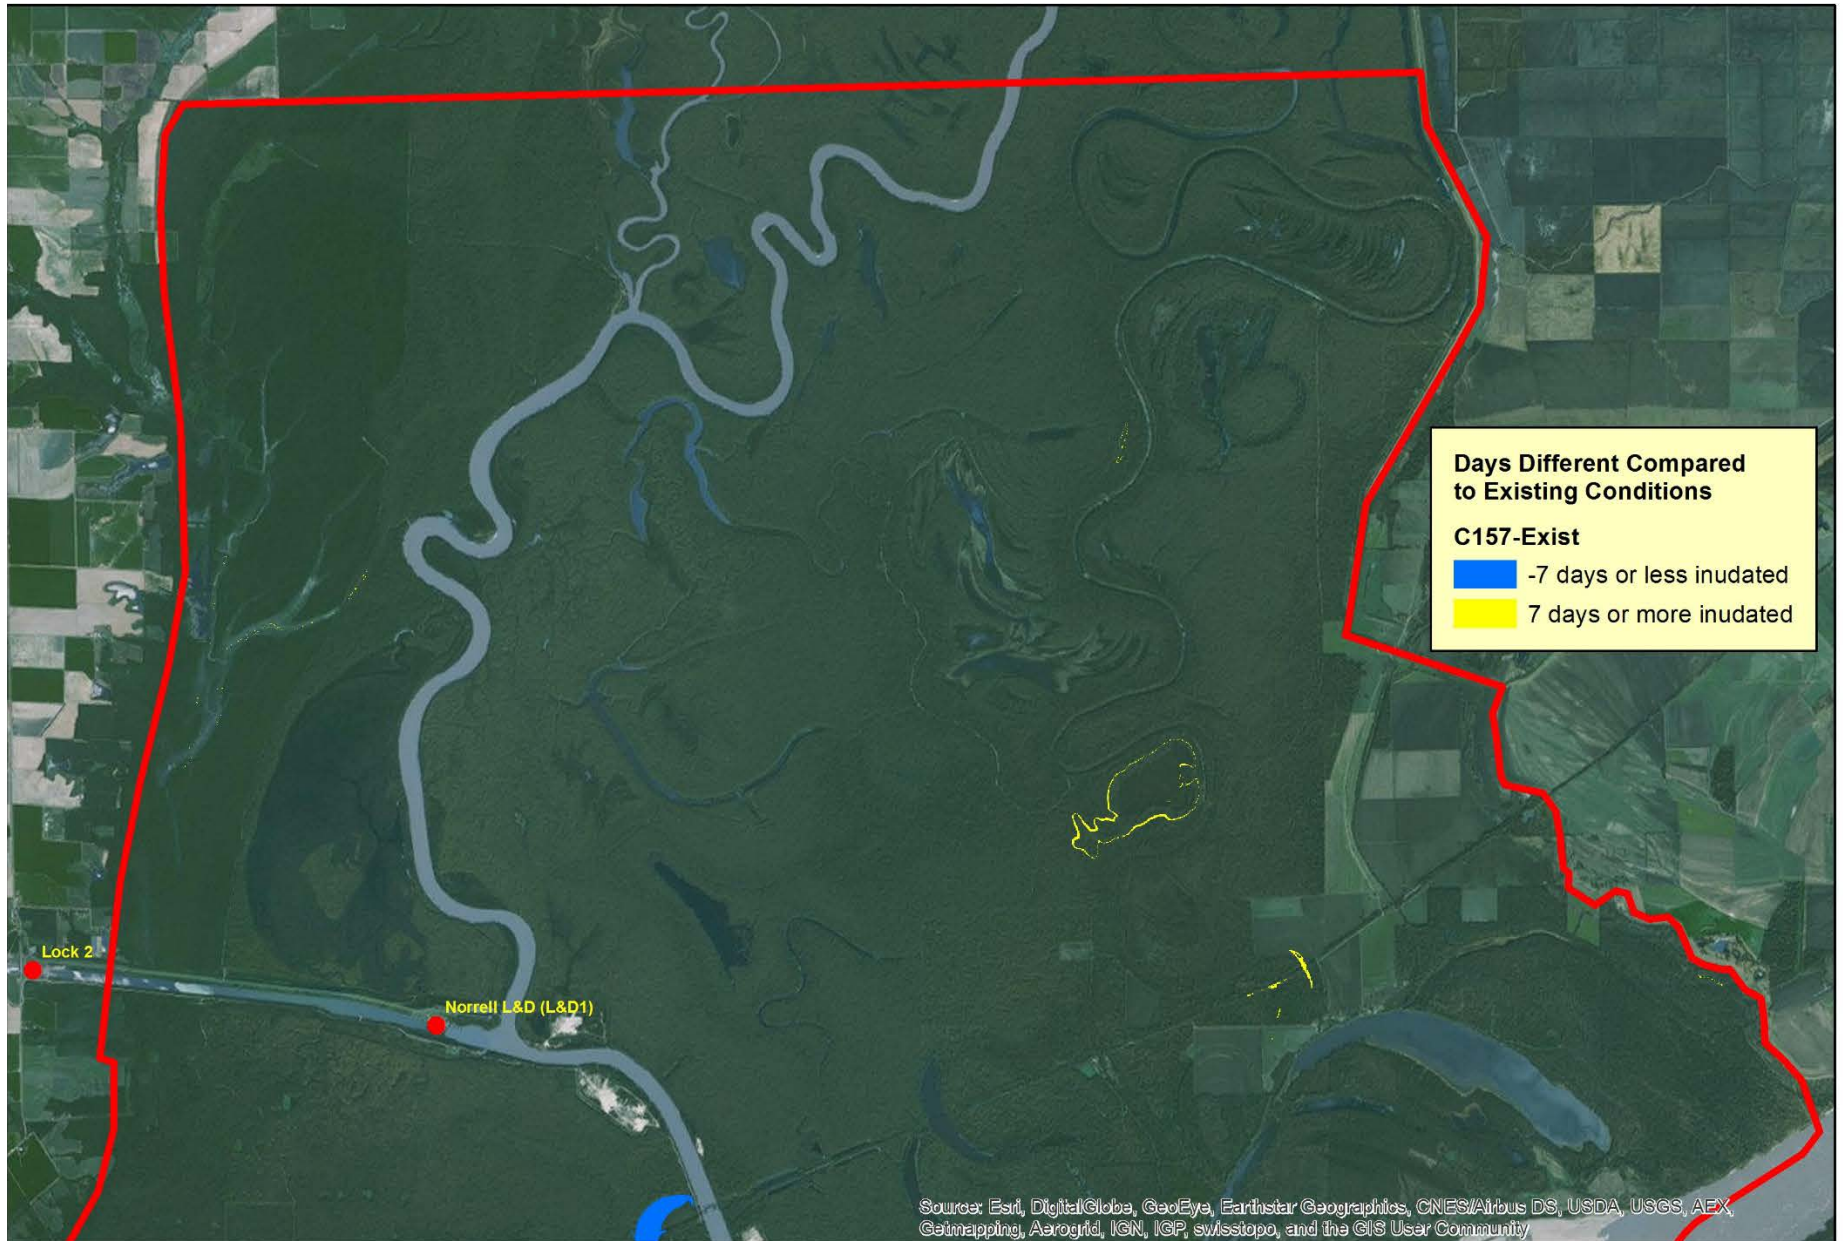 Days Different Compared
to Existing Conditions
C157-Exist
-7 days or less inudated
7 days or more inudated
Lock 2
Norrell L&D (L&D1)
Source: Esri, DigitalGlobe, GeoEye, Earthstar Geographics, CNES/Airbus DS, USDA, USGS, AEX,
Getmapping, Aerogrid, IGN, IGP, swisstopo, and the GIS User Community